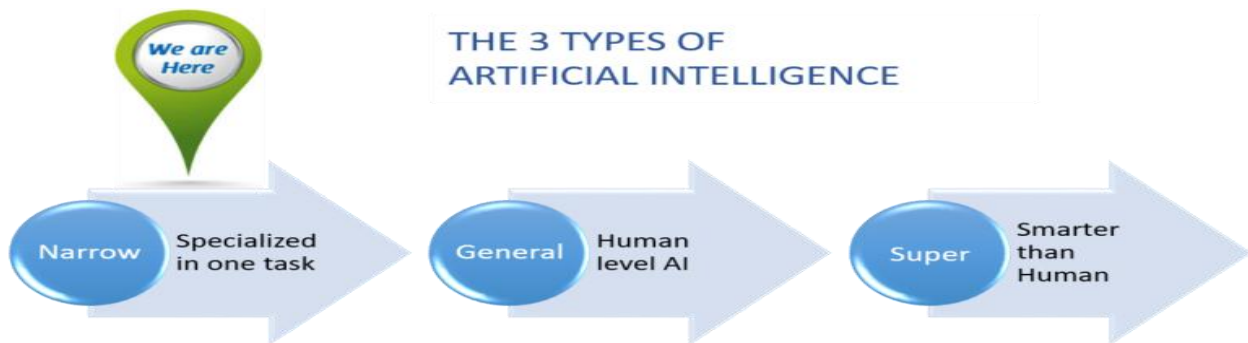 We are
Here
THE 3 TYPES OF
ARTIFICIAL INTELLIGENCE
Narrow
Specialized
in one task
General
Human
level AI
Super
Smarter
than
Human